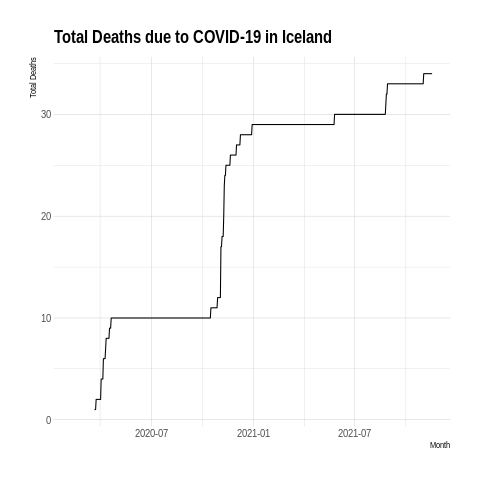 Total Deaths due to COVID-19 in Iceland
Total Deaths
30
20
10
0
2020-07 2021-01 2021-07
Month